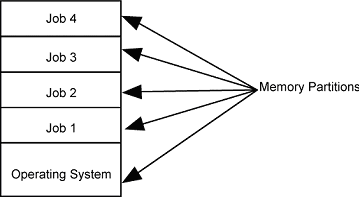 Job 4
Job 3
Job 2
Job 1
Operating System
Memory Partitions